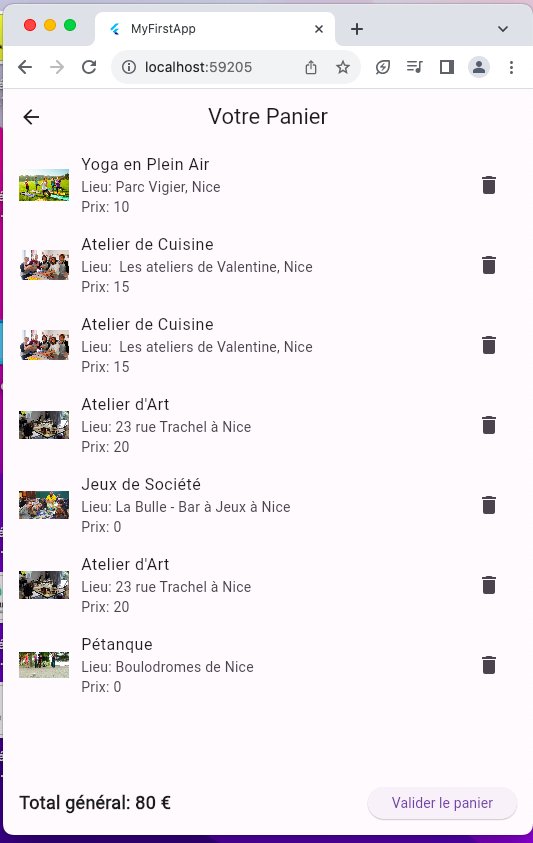 MyFirstApp
localhost:59205
Votre Panier
Yoga en Plein Air
Lieu: Parc Vigier, Nice
Prix: 10
Atelier de Cuisine
Lieu:  Les ateliers de Valentine, Nice
Prix: 15
Atelier de Cuisine
Lieu:  Les ateliers de Valentine, Nice
Prix: 15
Atelier d'Art
Lieu: 23 rue Trachel à Nice
Prix: 20
Jeux de Société
Lieu: La Bulle - Bar à Jeux à Nice
Prix: 0
Atelier d'Art
Lieu: 23 rue Trachel à Nice
Prix: 20
Pétanque
Lieu: Boulodromes de Nice
Prix: 0
Total général: 80 €
Valider le panier